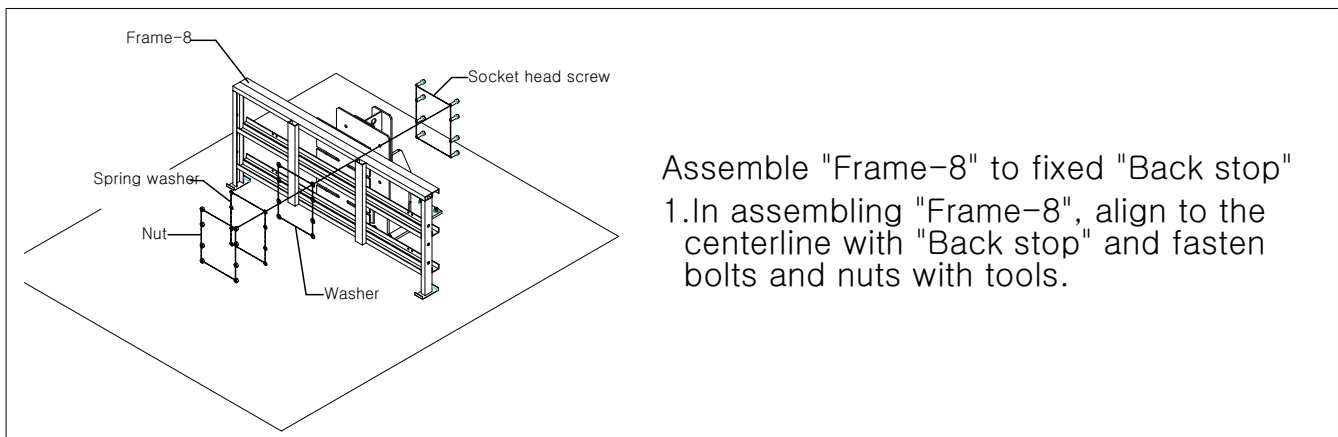 Frame-8
Socket head screw
Spring washer
Nut
Washer
Assemble "Frame-8" to fixed "Back stop"
1.In assembling "Frame-8", align to the
centerline with "Back stop" and fasten
bolts and nuts with tools.